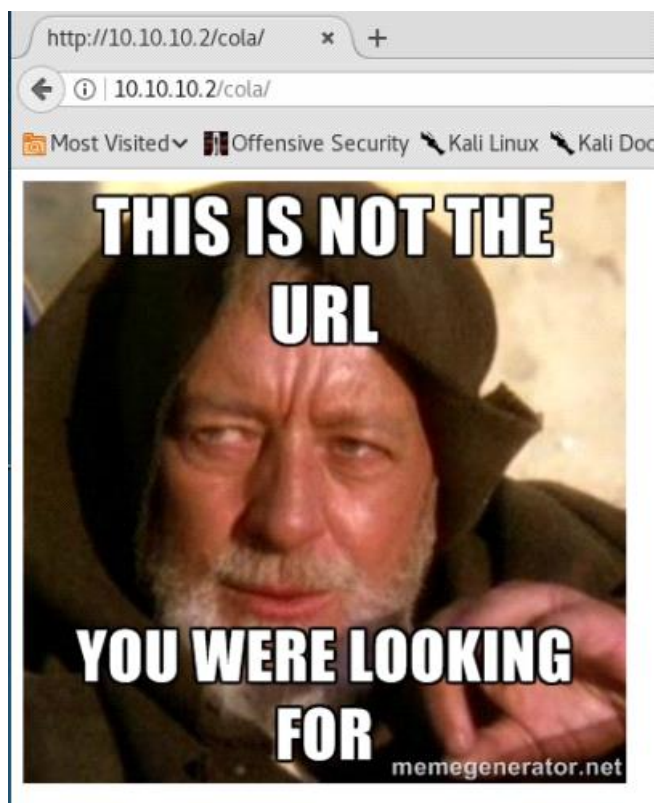 http://10.10.10.2/cola/ × +
10.10.10.2/cola/
Most Visited Offensive Security Kali Linux Kali Doc
THIS IS NOT THE
URL
YOU WERE LOOKING
FOR
memegenerator.net